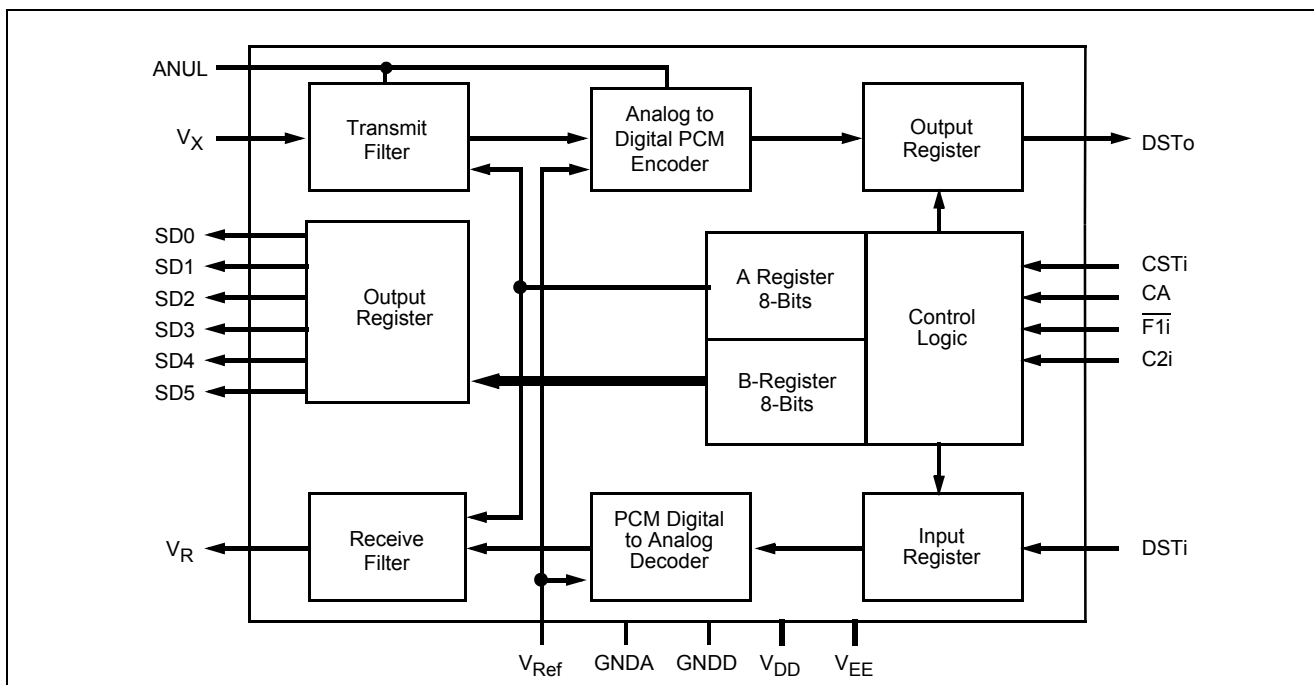 ANUL
V_X
Transmit
Filter
Analog to
Digital PCM
Encoder
Output
Register
DSTo
SD0
SD1
SD2
SD3
SD4
SD5
Output
Register
A Register
8-Bits
B-Register
8-Bits
Control
Logic
CSTi
CA
F1i
C2i
V_R
Receive
Filter
PCM Digital
to Analog
Decoder
Input
Register
DSTi
V_Ref
GNDA
GNDD
V_DD
V_EE